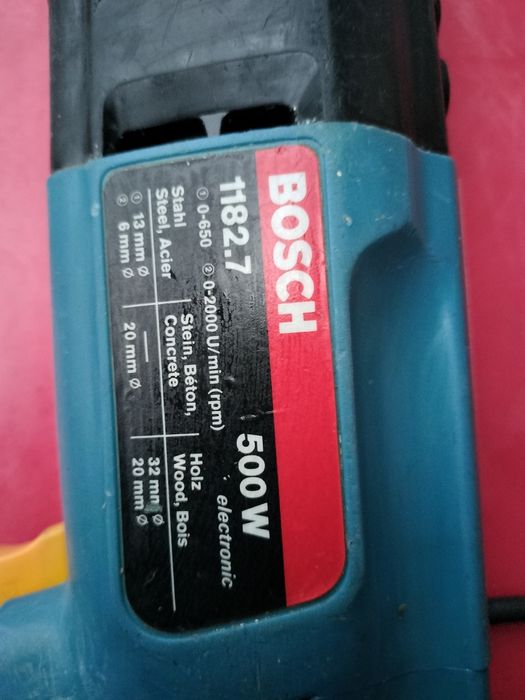 BOSCH
1182.7 500 W
① 0-650 ② 0-2000 U/min (rpm) electronic
Stahl Stein, Béton, Holz
Steel, Acier Concrete Wood, Bois
① 13 mm Ø — 32 mm Ø
② 6 mm Ø 20 mm Ø 20 mm Ø